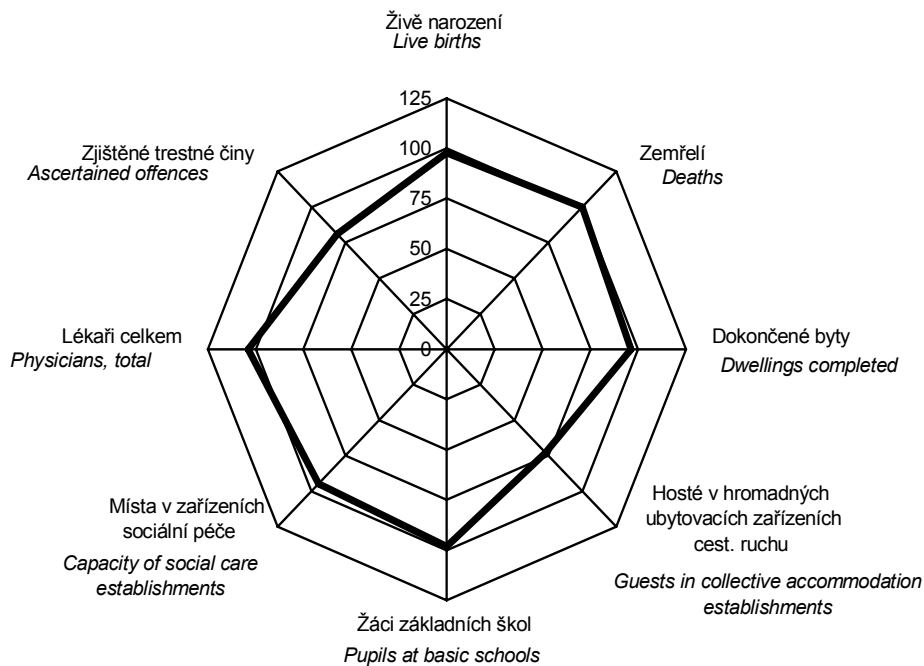 Živě narození
Live births
Zemřelí
Deaths
Dokončené byty
Dwellings completed
Hosté v hromadných
ubytovacích zařízeních
cest. ruchu
Guests in collective accommodation
establishments
Žáci základních škol
Pupils at basic schools
Místa v zařízeních
sociální péče
Capacity of social care
establishments
Lékaři celkem
Physicians, total
Zjištěné trestné činy
Ascertained offences
125
100
75
50
25
0